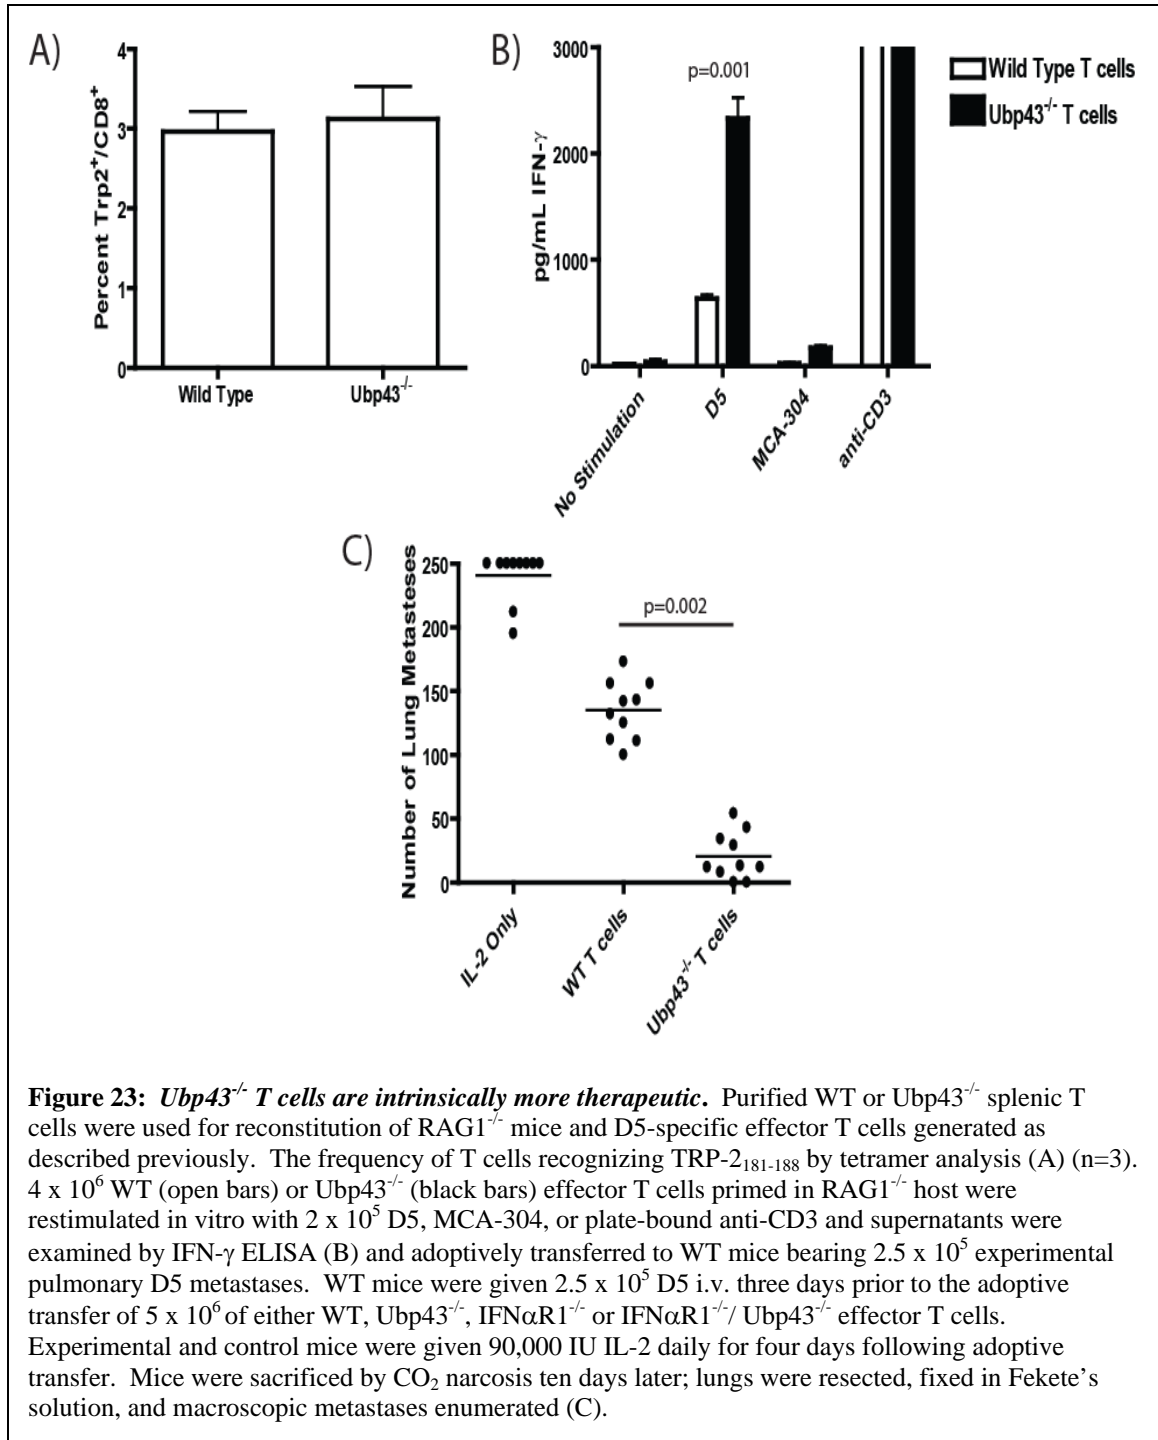 A)
4
3
2
1
0
Percent Trp2⁺/CD8⁺
Wild Type
Ubp43⁻/⁻
B)
3000
2000
1000
0
pg/mL IFN-γ
p=0.001
Wild Type T cells
Ubp43⁻/⁻ T cells
No Stimulation
D5
MCA-304
anti-CD3
C)
250
200
150
100
50
0
Number of Lung Metasteses
p=0.002
IL-2 Only
WT T cells
Ubp43⁻/⁻ T cells
Figure 23: Ubp43⁻/⁻ T cells are intrinsically more therapeutic. Purified WT or Ubp43⁻/⁻ splenic T
cells were used for reconstitution of RAG1⁻/⁻ mice and D5-specific effector T cells generated as
described previously. The frequency of T cells recognizing TRP-2₁₈₁₋₁₈₈ by tetramer analysis (A) (n=3).
4 x 10⁶ WT (open bars) or Ubp43⁻/⁻ (black bars) effector T cells primed in RAG1⁻/⁻ host were
restimulated in vitro with 2 x 10⁵ D5, MCA-304, or plate-bound anti-CD3 and supernatants were
examined by IFN-γ ELISA (B) and adoptively transferred to WT mice bearing 2.5 x 10⁵ experimental
pulmonary D5 metastases. WT mice were given 2.5 x 10⁵ D5 i.v. three days prior to the adoptive
transfer of 5 x 10⁶ of either WT, Ubp43⁻/⁻, IFNαR1⁻/⁻ or IFNαR1⁻/⁻/ Ubp43⁻/⁻ effector T cells.
Experimental and control mice were given 90,000 IU IL-2 daily for four days following adoptive
transfer. Mice were sacrificed by CO₂ narcosis ten days later; lungs were resected, fixed in Fekete's
solution, and macroscopic metastases enumerated (C).